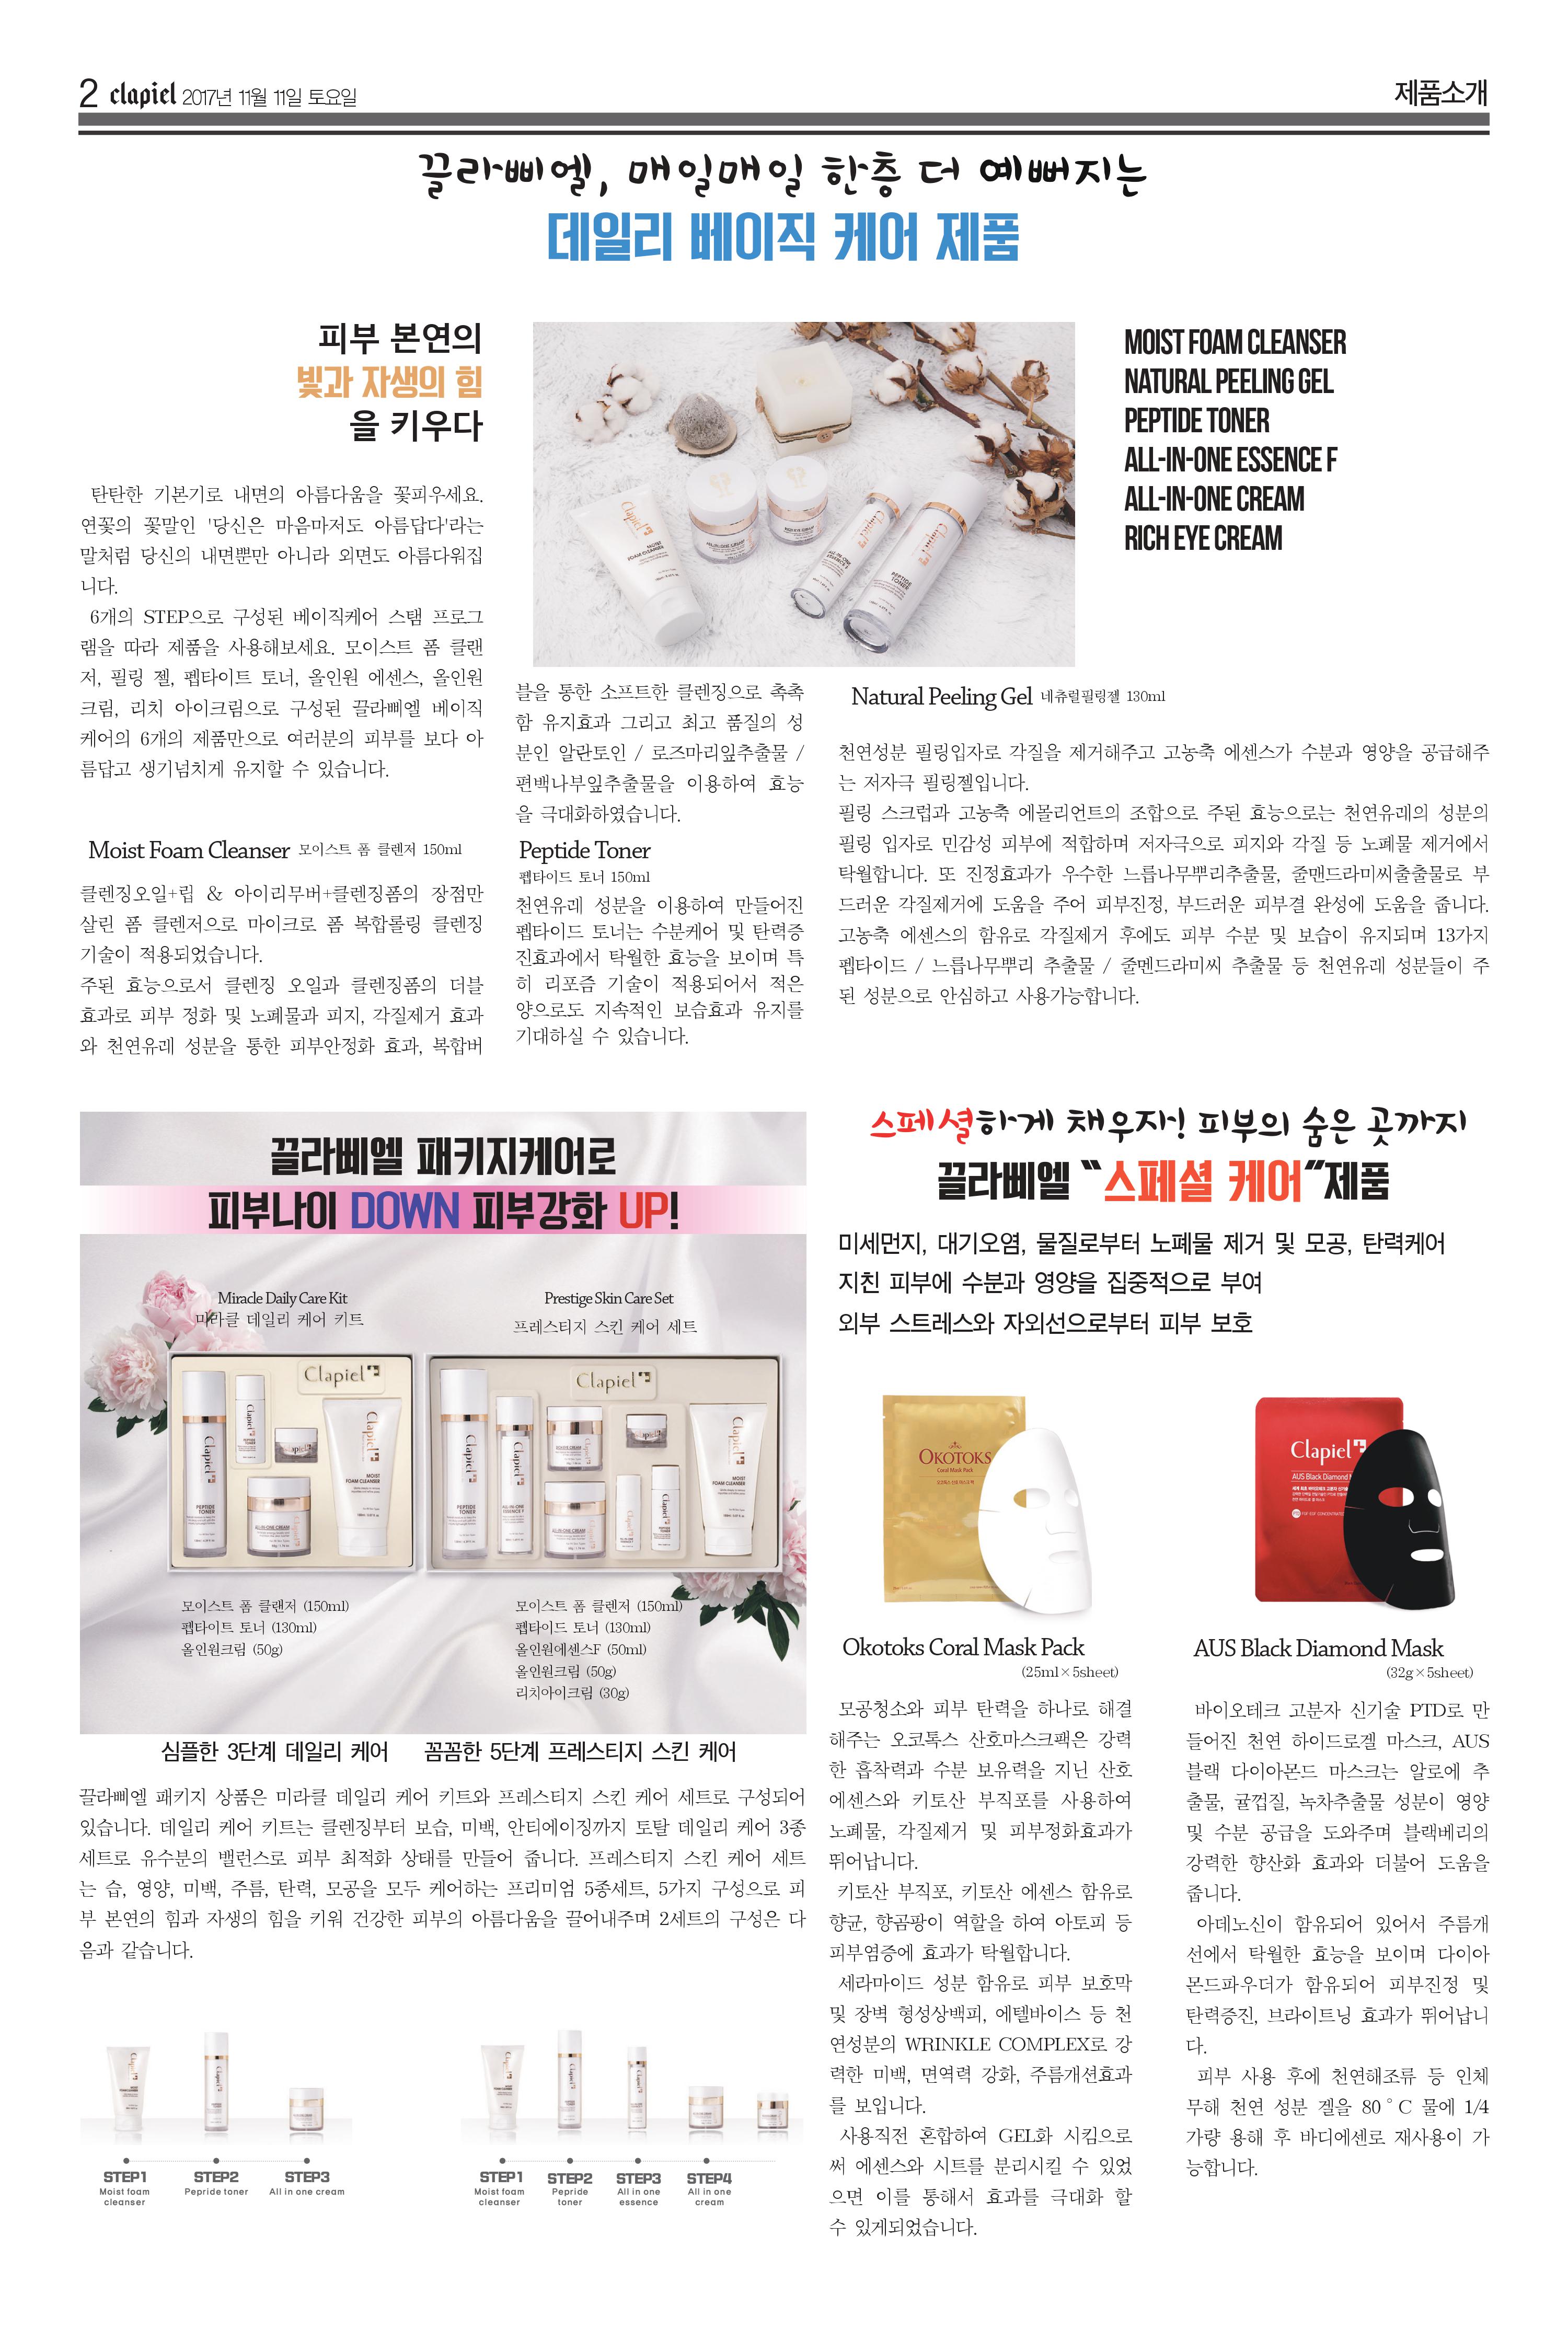 2 clapiel 2017년 11월 11일 토요일
제품소개
끌라삐엘, 매일매일 한층 더 예뻐지는
데일리 베이직 케어 제품
피부 본연의
빛과 자생의 힘
을 키우다
탄탄한 기본기로 내면의 아름다움을 꽃피우세요.
연꽃의 꽃말인 '당신은 마음마저도 아름답다'라는
말처럼 당신의 내면뿐만 아니라 외면도 아름다워집
니다.
6개의 STEP으로 구성된 베이직케어 스탬 프로그
램을 따라 제품을 사용해보세요. 모이스트 폼 클랜
저, 필링 젤, 펩타이트 토너, 올인원 에센스, 올인원
크림, 리치 아이크림으로 구성된 끌라삐엘 베이직
케어의 6개의 제품만으로 여러분의 피부를 보다 아
름답고 생기넘치게 유지할 수 있습니다.
Moist Foam Cleanser 모이스트 폼 클렌저 150ml
클렌징오일+립 & 아이리무버+클렌징폼의 장점만
살린 폼 클렌저으로 마이크로 폼 복합롤링 클렌징
기술이 적용되었습니다.
주된 효능으로서 클렌징 오일과 클렌징폼의 더블
효과로 피부 정화 및 노폐물과 피지, 각질제거 효과
와 천연유레 성분을 통한 피부안정화 효과, 복합버
Clapiel
MOIST
FOAM CLEANSER
ALL-IN-ONE CREAM
RICH EYE CREAM
Clapiel
ALL-IN-ONE
ESSENCE F
Clapiel
PEPTIDE
TONER
블을 통한 소프트한 클렌징으로 촉촉
함 유지효과 그리고 최고 품질의 성
분인 알란토인 / 로즈마리잎추출물 /
편백나무잎추출물을 이용하여 효능
을 극대화하였습니다.
Peptide Toner
펩타이드 토너 150ml
천연유레 성분을 이용하여 만들어진
펩타이드 토너는 수분케어 및 탄력증
진효과에서 탁월한 효능을 보이며 특
히 리포즘 기술이 적용되어서 적은
양으로도 지속적인 보습효과 유지를
기대하실 수 있습니다.
MOIST FOAM CLEANSER
NATURAL PEELING GEL
PEPTIDE TONER
ALL-IN-ONE ESSENCE F
ALL-IN-ONE CREAM
RICH EYE CREAM
Natural Peeling Gel 네츄럴필링젤 130ml
천연성분 필링입자로 각질을 제거해주고 고농축 에센스가 수분과 영양을 공급해주
는 저자극 필링젤입니다.
필링 스크럽과 고농축 에몰리언트의 조합으로 주된 효능으로는 천연유래의 성분의
필링 입자로 민감성 피부에 적합하며 저자극으로 피지와 각질 등 노폐물 제거에서
탁월합니다. 또 진정효과가 우수한 느릅나무뿌리추출물, 줄맨드라미씨출출물로 부
드러운 각질제거에 도움을 주어 피부진정, 부드러운 피부결 완성에 도움을 줍니다.
고농축 에센스의 함유로 각질제거 후에도 피부 수분 및 보습이 유지되며 13가지
펩타이드 / 느릅나무뿌리 추출물 / 줄멘드라미씨 추출물 등 천연유레 성분들이 주
된 성분으로 안심하고 사용가능합니다.
끌라삐엘 패키지케어로
피부나이 DOWN 피부강화 UP!
Miracle Daily Care Kit
미라클 데일리 케어 키트
Prestige Skin Care Set
프레스티지 스킨 케어 세트
Clapiel
Clapiel
PEPTIDE
TONER
Clapiel
PEPTIDE
TONER
Clapiel
ALL-IN-ONE CREAM
Clapiel
MOIST
FOAM CLEANSER
Clapiel
Clapiel
PEPTIDE
TONER
Clapiel
ALL-IN-ONE
ESSENCE F
RICH EYE CREAM
ALL-IN-ONE CREAM
Clapiel
Clapiel
Clapiel
MOIST
FOAM CLEANSER
모이스트 폼 클랜저 (150ml)
펩타이트 토너 (130ml)
올인원크림 (50g)
모이스트 폼 클렌저 (150ml)
펩타이드 토너 (130ml)
올인원에센스F (50ml)
올인원크림 (50g)
리치아이크림 (30g)
심플한 3단계 데일리 케어
꼼꼼한 5단계 프레스티지 스킨 케어
끌라삐엘 패키지 상품은 미라클 데일리 케어 키트와 프레스티지 스킨 케어 세트로 구성되어
있습니다. 데일리 케어 키트는 클렌징부터 보습, 미백, 안티에이징까지 토탈 데일리 케어 3종
세트로 유수분의 밸런스로 피부 최적화 상태를 만들어 줍니다. 프레스티지 스킨 케어 세트
는 습, 영양, 미백, 주름, 탄력, 모공을 모두 케어하는 프리미엄 5종세트, 5가지 구성으로 피
부 본연의 힘과 자생의 힘을 키워 건강한 피부의 아름다움을 끌어내주며 2세트의 구성은 다
음과 같습니다.
STEP1
Moist foam
cleanser
STEP2
Pepride toner
STEP3
All in one cream
STEP1
Moist foam
cleanser
STEP2
Pepride
toner
STEP3
All in one
essence
STEP4
All in one
cream
스페셜하게 채우자! 피부의 숨은 곳까지
끌라삐엘 "스페셜 케어"제품
미세먼지, 대기오염, 물질로부터 노폐물 제거 및 모공, 탄력케어
지친 피부에 수분과 영양을 집중적으로 부여
외부 스트레스와 자외선으로부터 피부 보호
OKOTOKS
Coral Mask Pack
Clapiel
AUS Black Diamond
Okotoks Coral Mask Pack
(25ml×5sheet)
모공청소와 피부 탄력을 하나로 해결
해주는 오코톡스 산호마스크팩은 강력
한 흡착력과 수분 보유력을 지닌 산호
에센스와 키토산 부직포를 사용하여
노폐물, 각질제거 및 피부정화효과가
뛰어납니다.
키토산 부직포, 키토산 에센스 함유로
향균, 향곰팡이 역할을 하여 아토피 등
피부염증에 효과가 탁월합니다.
세라마이드 성분 함유로 피부 보호막
및 장벽 형성상백피, 에텔바이스 등 천
연성분의 WRINKLE COMPLEX로 강
력한 미백, 면역력 강화, 주름개션효과
를 보입니다.
사용직전 혼합하여 GEL화 시킴으로
써 에센스와 시트를 분리시킬 수 있었
으면 이를 통해서 효과를 극대화 할
수 있게되었습니다.
AUS Black Diamond Mask
(32g×5sheet)
바이오테크 고분자 신기술 PTD로 만
들어진 천연 하이드로겔 마스크, AUS
블랙 다이아몬드 마스크는 알로에 추
출물, 귤껍질, 녹차추출물 성분이 영양
및 수분 공급을 도와주며 블랙베리의
강력한 향산화 효과와 더불어 도움을
줍니다.
아데노신이 함유되어 있어서 주름개
선에서 탁월한 효능을 보이며 다이아
몬드파우더가 함유되어 피부진정 및
탄력증진, 브라이트닝 효과가 뛰어납니
다.
피부 사용 후에 천연해조류 등 인체
무해 천연 성분 겔을 80°C 물에 1/4
가량 용해 후 바디에센로 재사용이 가
능합니다.